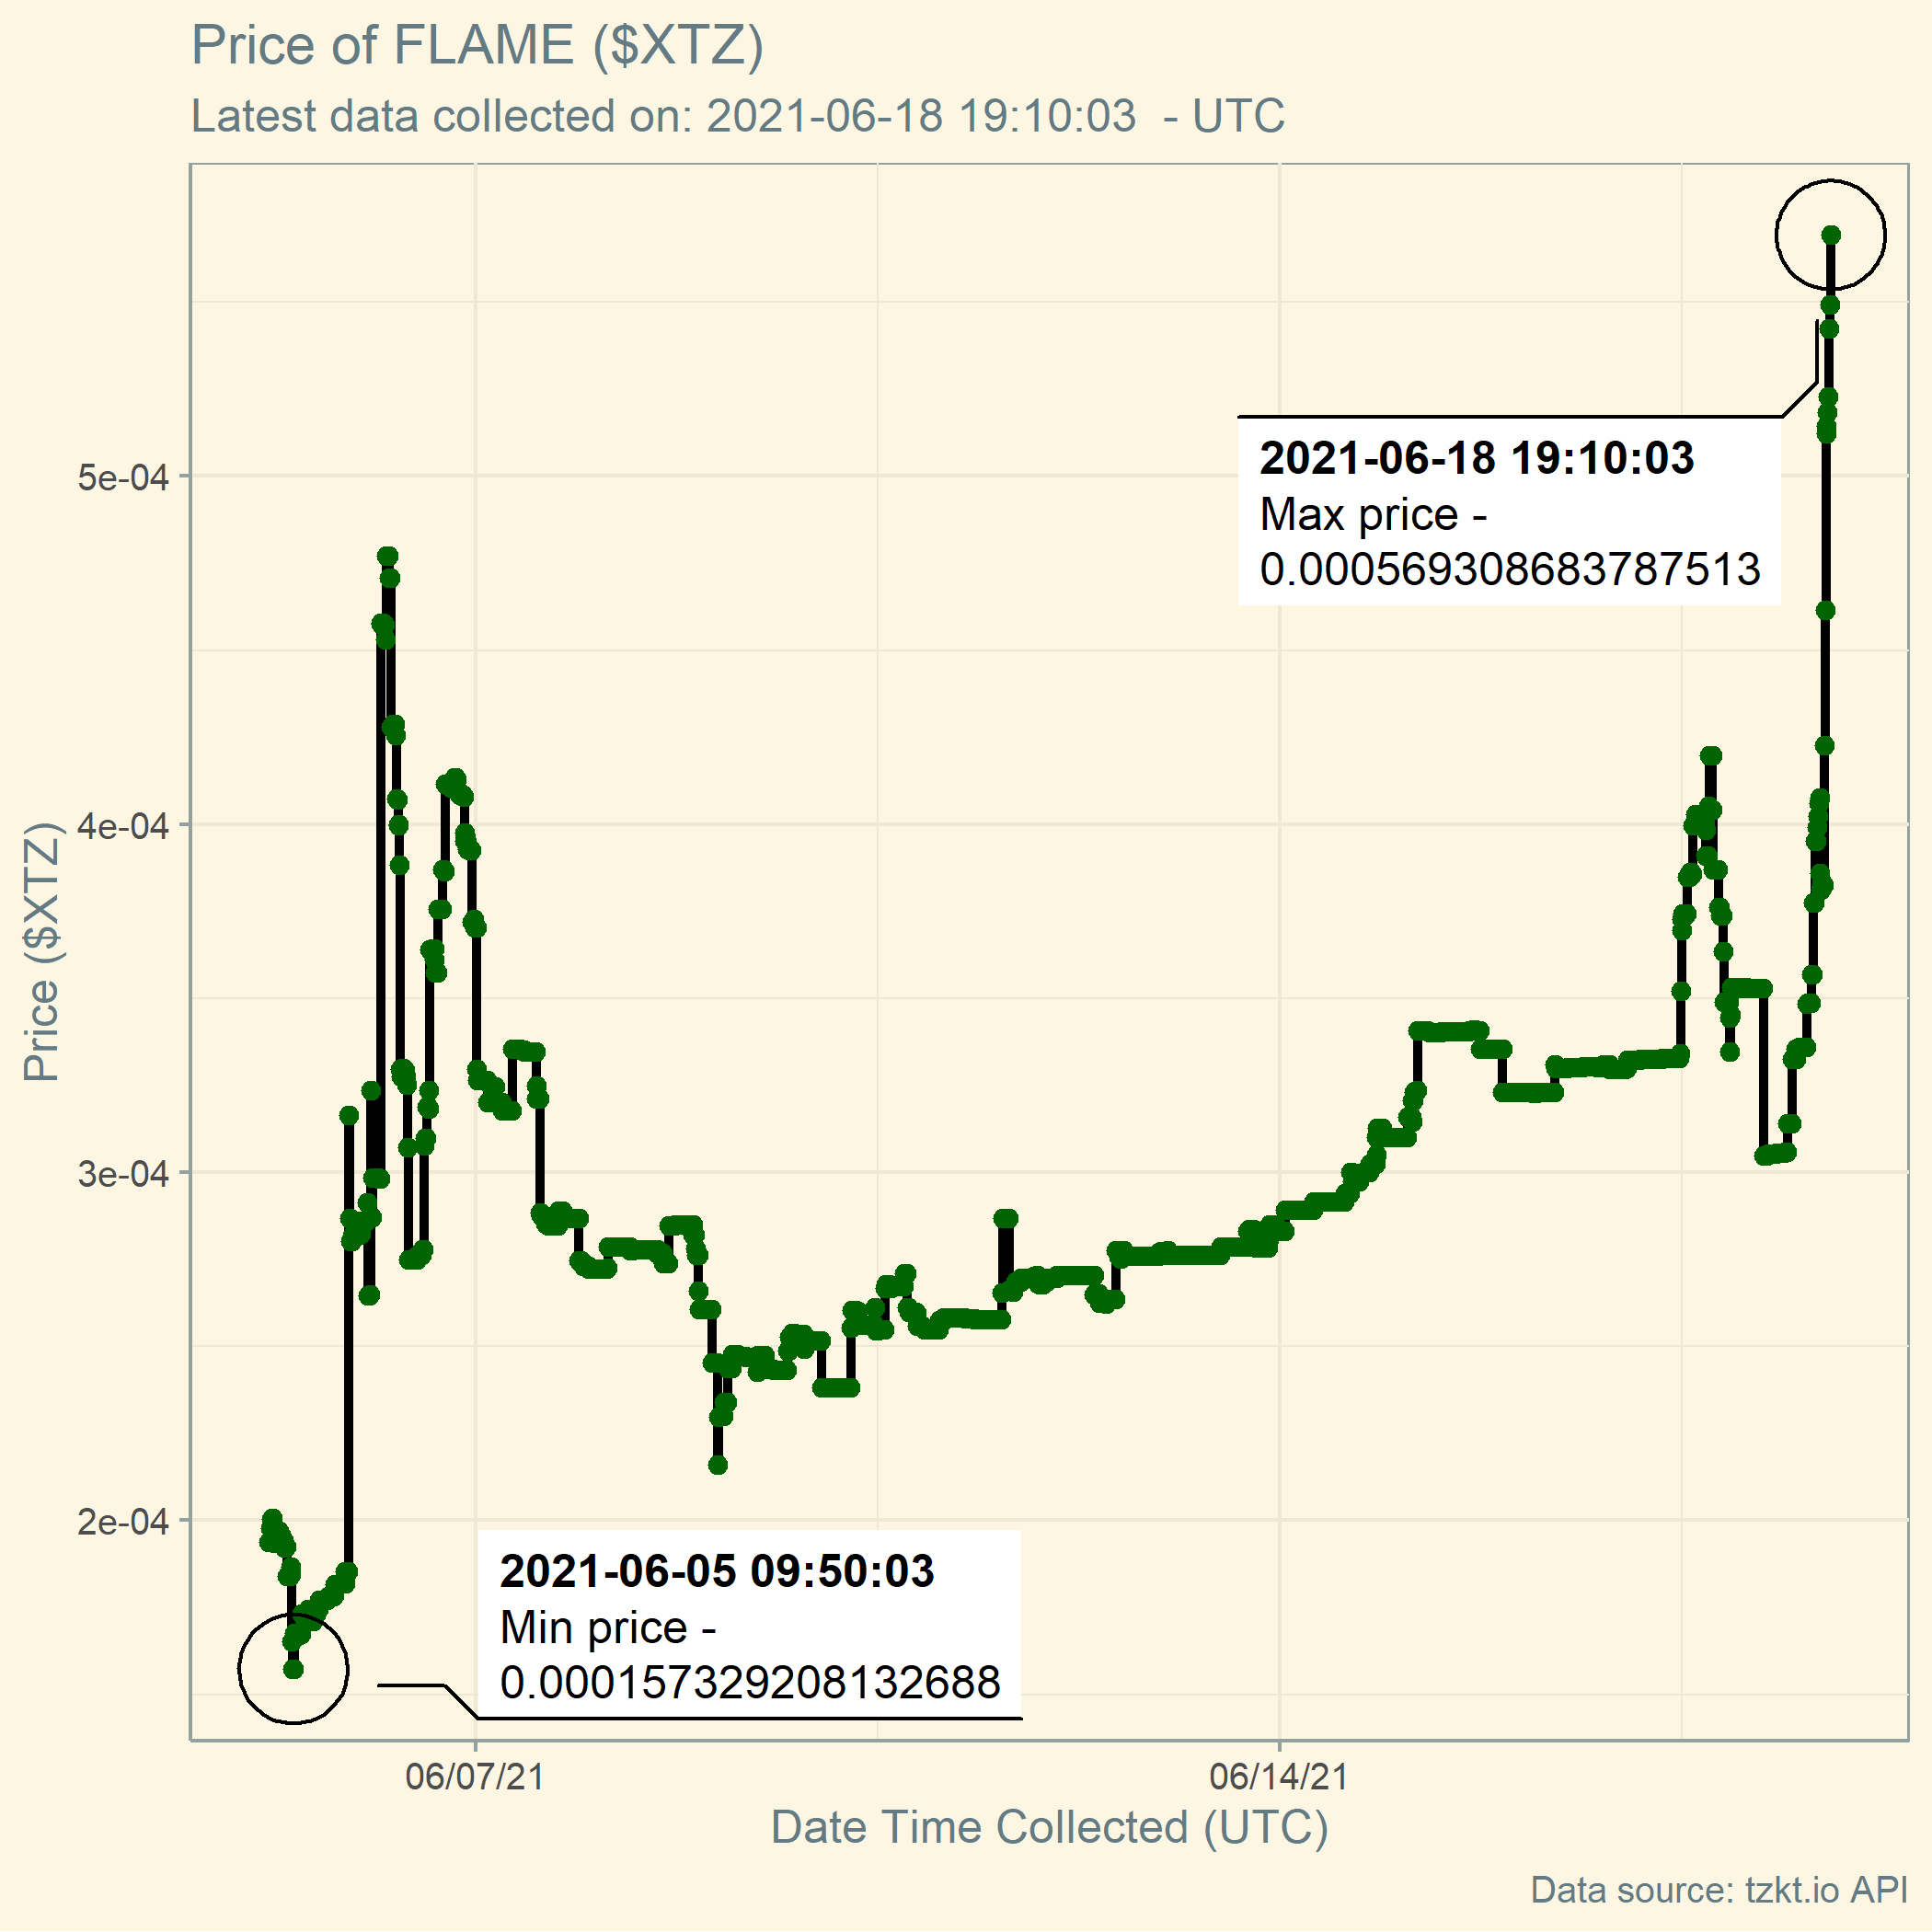 Price of FLAME ($XTZ)
Latest data collected on: 2021-06-18 19:10:03  - UTC
2021-06-18 19:10:03
Max price -
0.000569308683787513
5e-04
4e-04
3e-04
2e-04
Price ($XTZ)
2021-06-05 09:50:03
Min price -
0.000157329208132688
06/07/21
06/14/21
Date Time Collected (UTC)
Data source: tzkt.io API